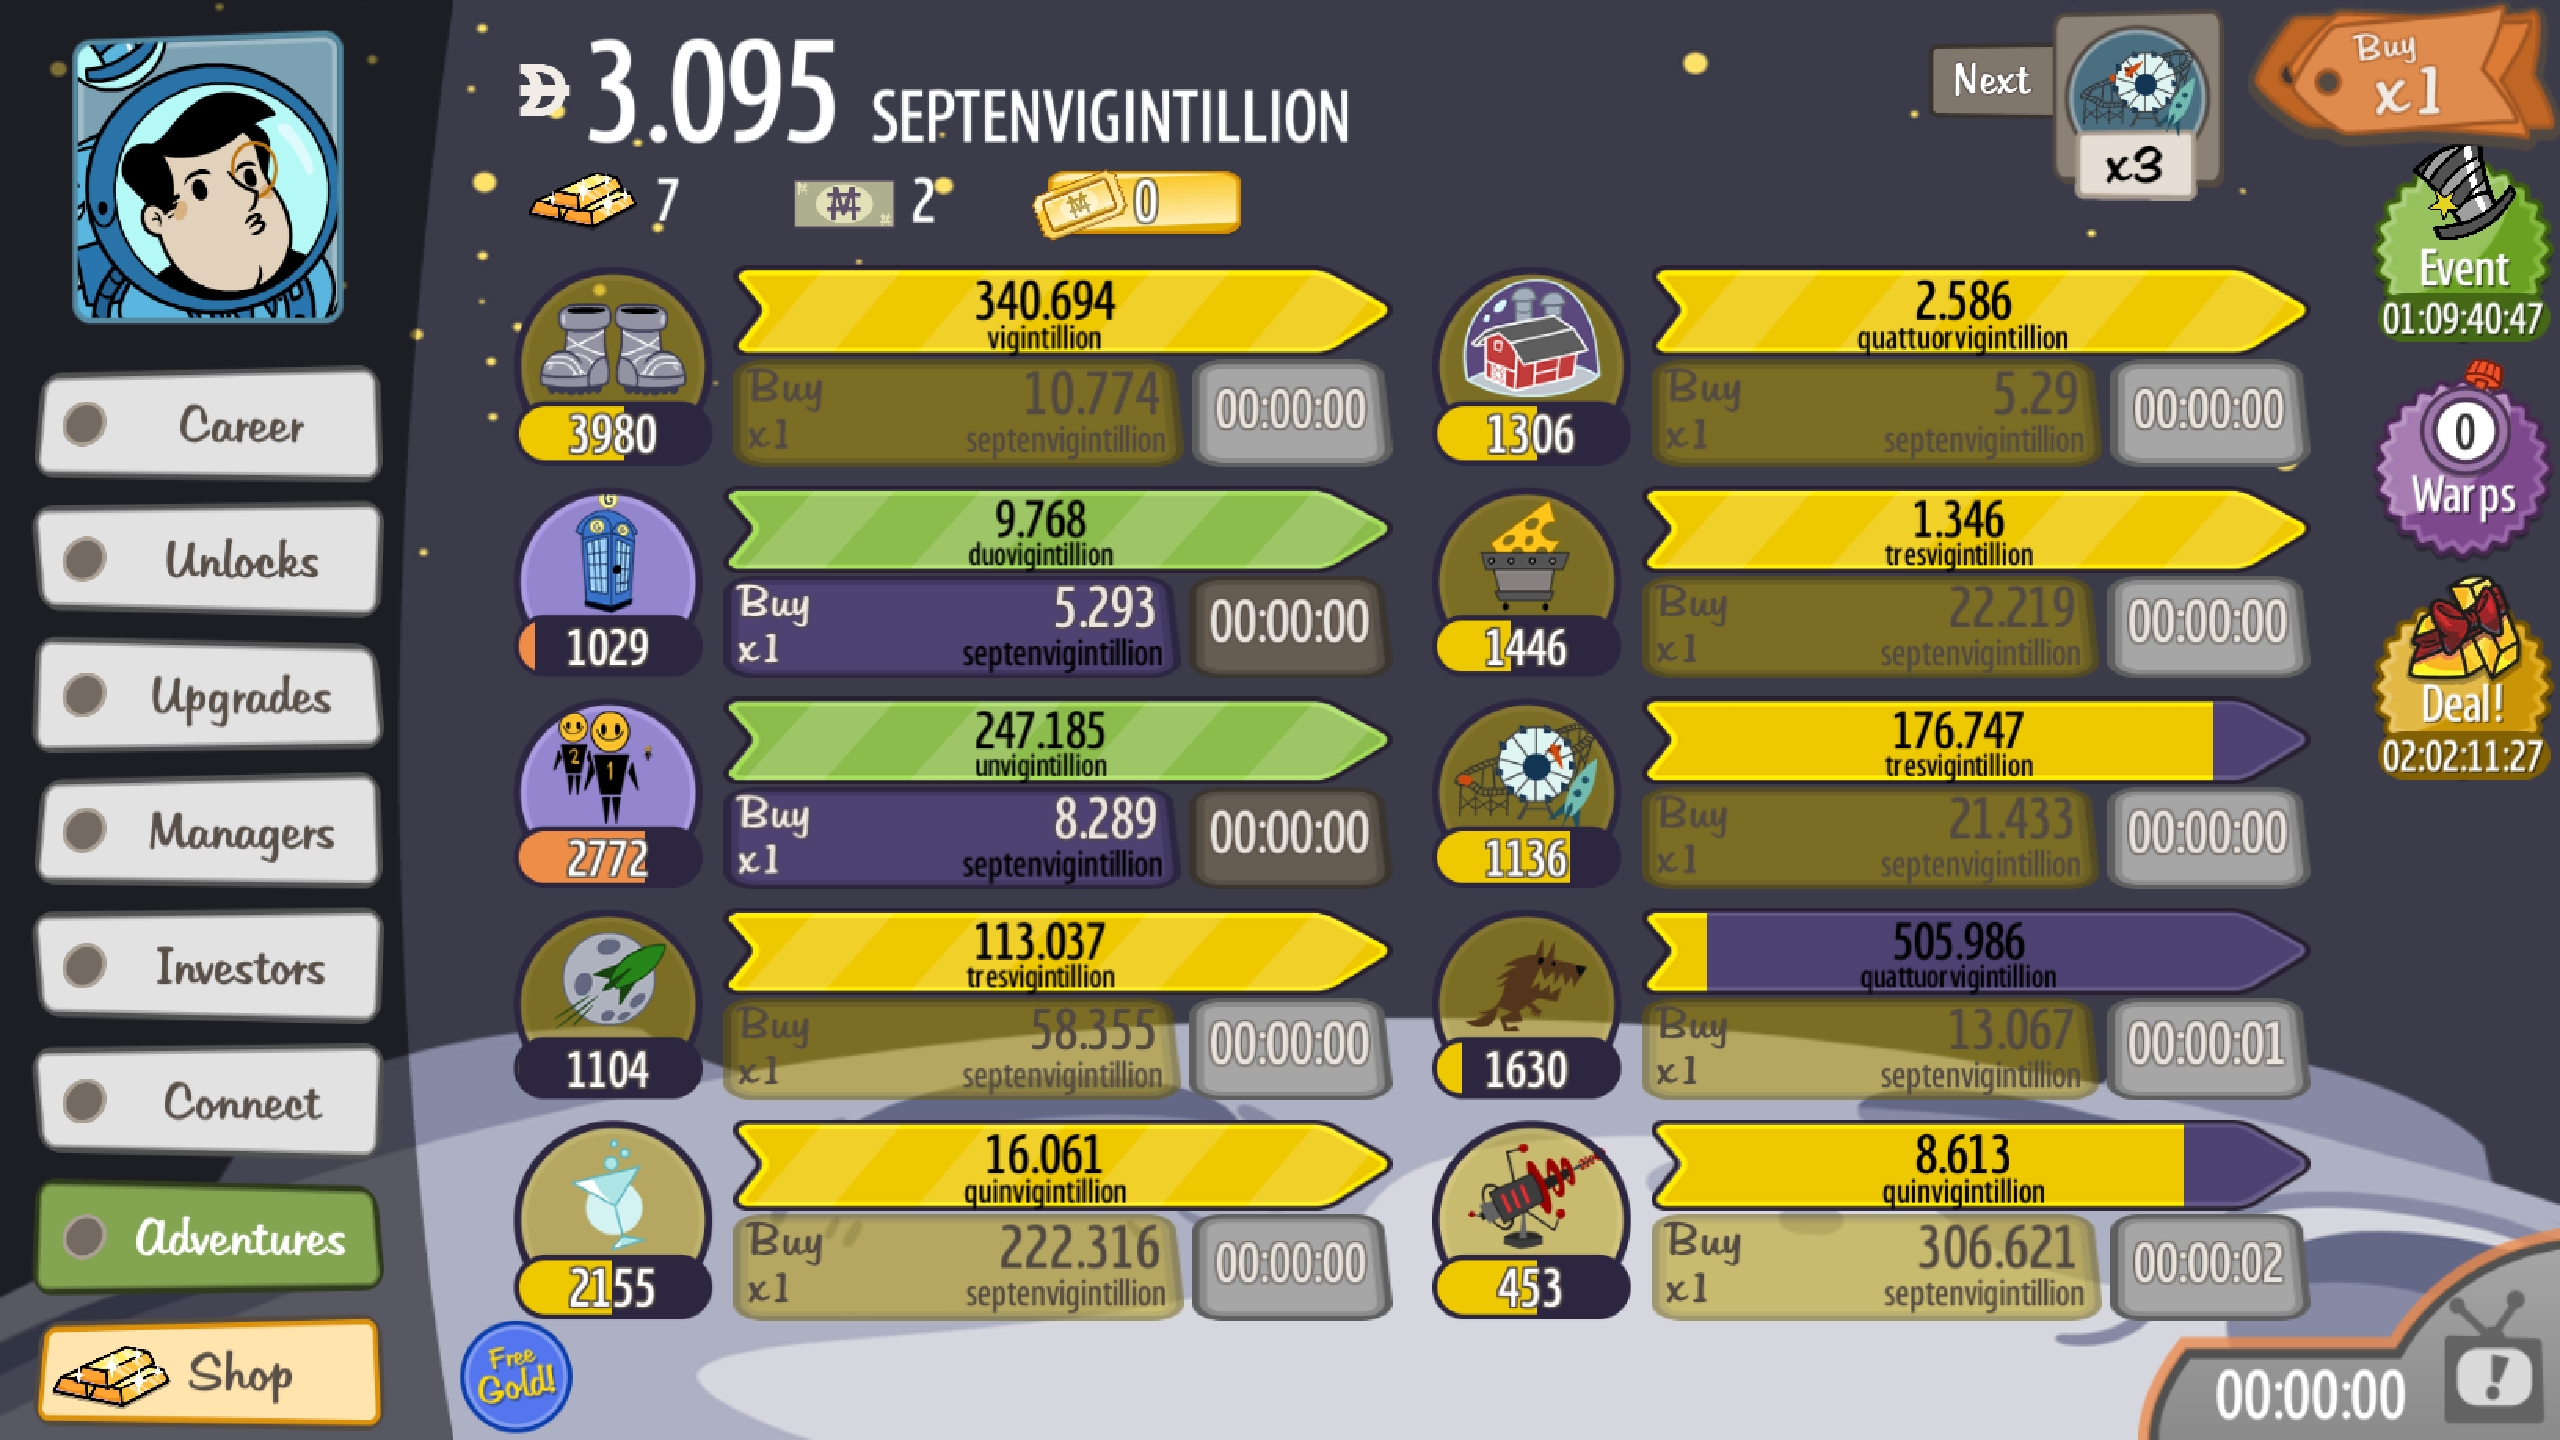 3.095 SEPTENVIGINTILLION
7
2
0
Next
x3
Buy
x1
Event
01:09:40:47
0
Warps
Deal!
02:02:11:27
Career
Unlocks
Upgrades
Managers
Investors
Connect
Adventures
Shop
340.694
vigintillion
3980
Buy 10.774
x1 septenvigintillion
00:00:00
9.768
duovigintillion
1029
Buy 5.293
x1 septenvigintillion
00:00:00
247.185
unvigintillion
2 1
2772
Buy 8.289
x1 septenvigintillion
00:00:00
113.037
tresvigintillion
1104
Buy 58.355
x1 septenvigintillion
00:00:00
16.061
quinvigintillion
2155
Buy 222.316
x1 septenvigintillion
00:00:00
2.586
quattuorvigintillion
1306
Buy 5.29
x1 septenvigintillion
00:00:00
1.346
tresvigintillion
1446
Buy 22.219
x1 septenvigintillion
00:00:00
176.747
tresvigintillion
1136
Buy 21.433
x1 septenvigintillion
00:00:00
505.986
quattuorvigintillion
1630
Buy 13.067
x1 septenvigintillion
00:00:01
8.613
quinvigintillion
453
Buy 306.621
x1 septenvigintillion
00:00:02
Free
Gold!
00:00:00
!